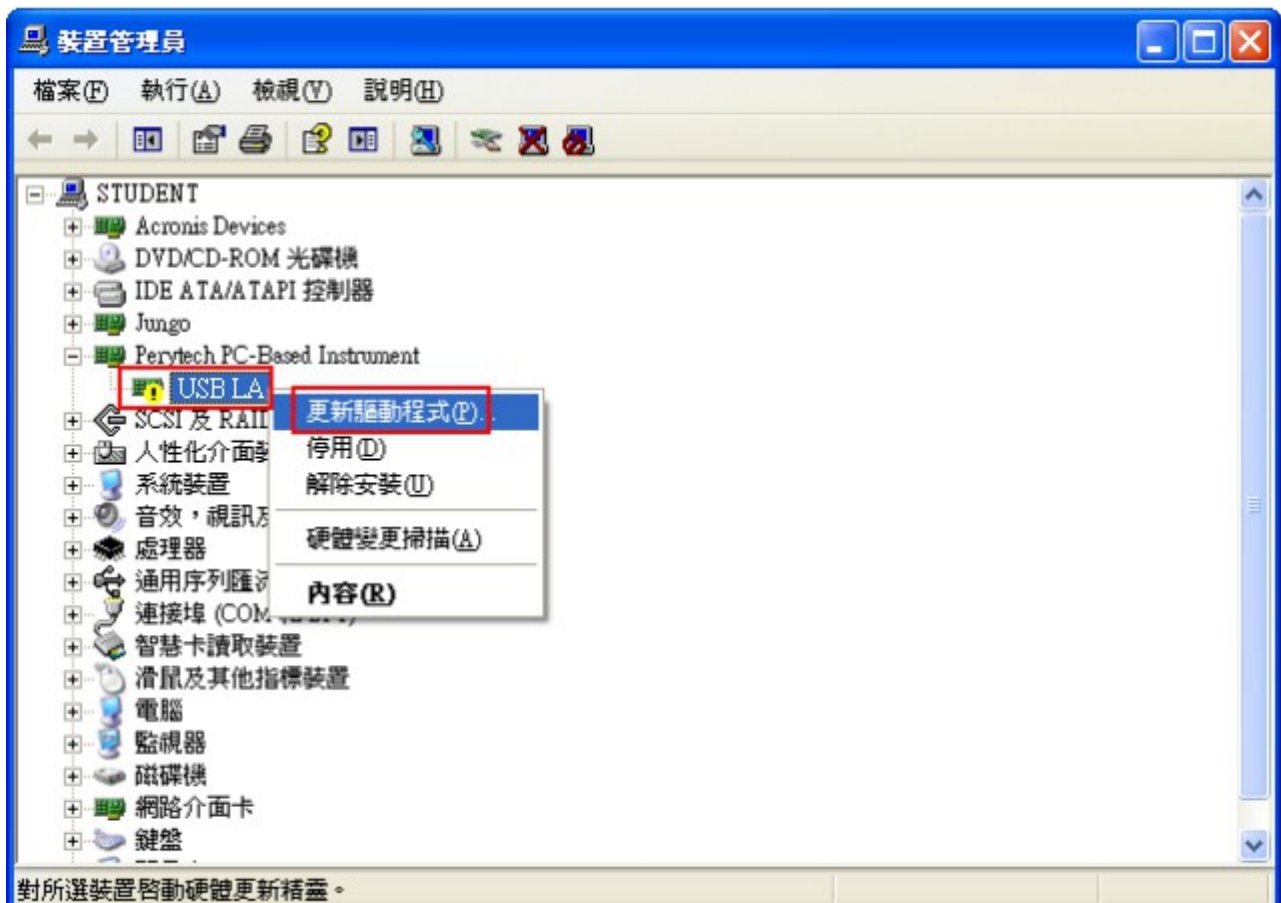 裝置管理員
檔案(F) 執行(A) 檢視(V) 說明(H)
STUDENT
Acronis Devices
DVD/CD-ROM 光碟機
IDE ATA/ATAPI 控制器
Jungo
Perytech PC-Based Instrument
USB LA
更新驅動程式(P)...
SCSI 及 RAID
停用(D)
人性化介面裝
解除安裝(U)
系統裝置
音效，視訊及
硬體變更掃描(A)
處理器
通用序列匯流
內容(R)
連接埠 (COM
智慧卡讀取裝置
滑鼠及其他指標裝置
電腦
監視器
磁碟機
網路介面卡
鍵盤
對所選裝置啓動硬體更新精靈。